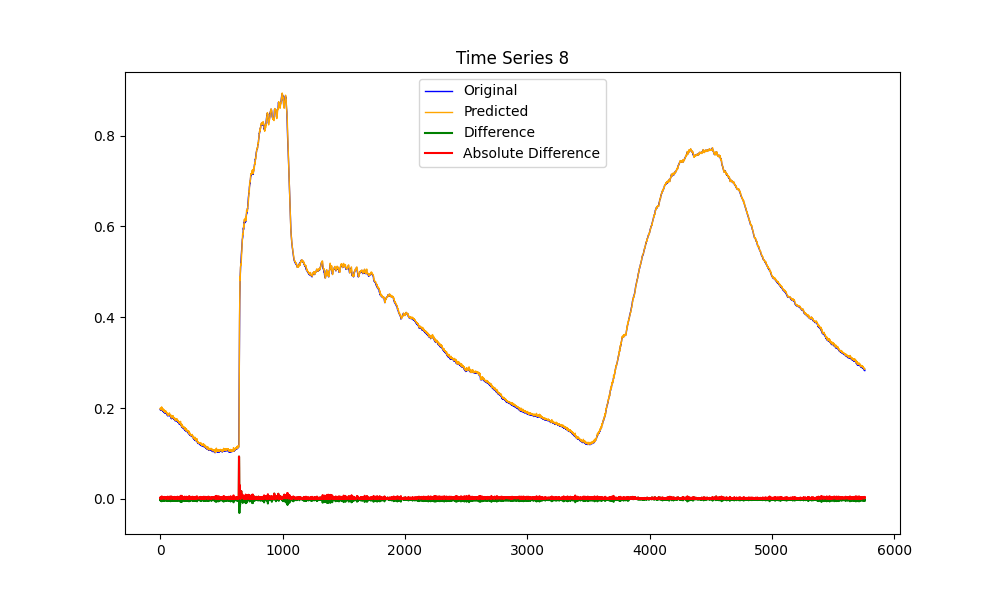 Time Series 8
Original
Predicted
Difference
Absolute Difference
0.8
0.6
0.4
0.2
0.0
0 1000 2000 3000 4000 5000 6000